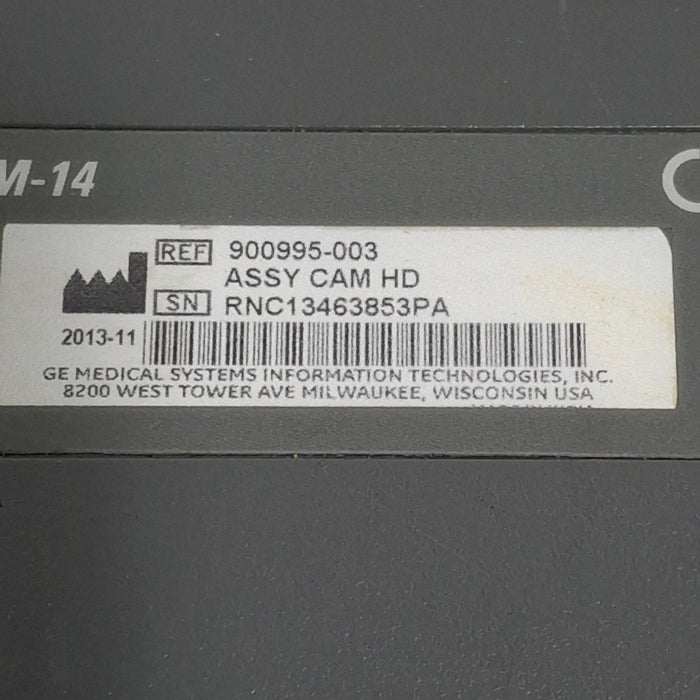 M-14
REF 900995-003
ASSY CAM HD
SN RNC13463853PA
2013-11
GE MEDICAL SYSTEMS INFORMATION TECHNOLOGIES, INC.
8200 WEST TOWER AVE MILWAUKEE, WISCONSIN USA